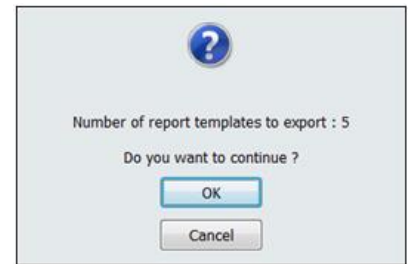 Number of report templates to export : 5
Do you want to continue ?
OK
Cancel